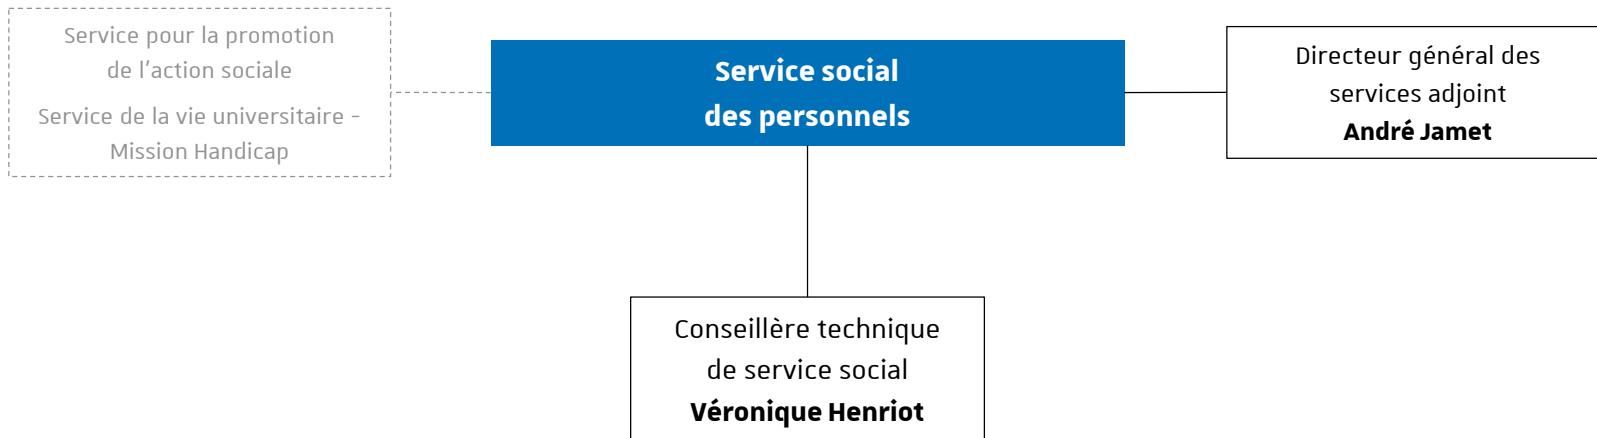 Service pour la promotion
de l'action sociale
Service de la vie universitaire -
Mission Handicap
Service social
des personnels
Directeur général des
services adjoint
André Jamet
Conseillère technique
de service social
Véronique Henriot